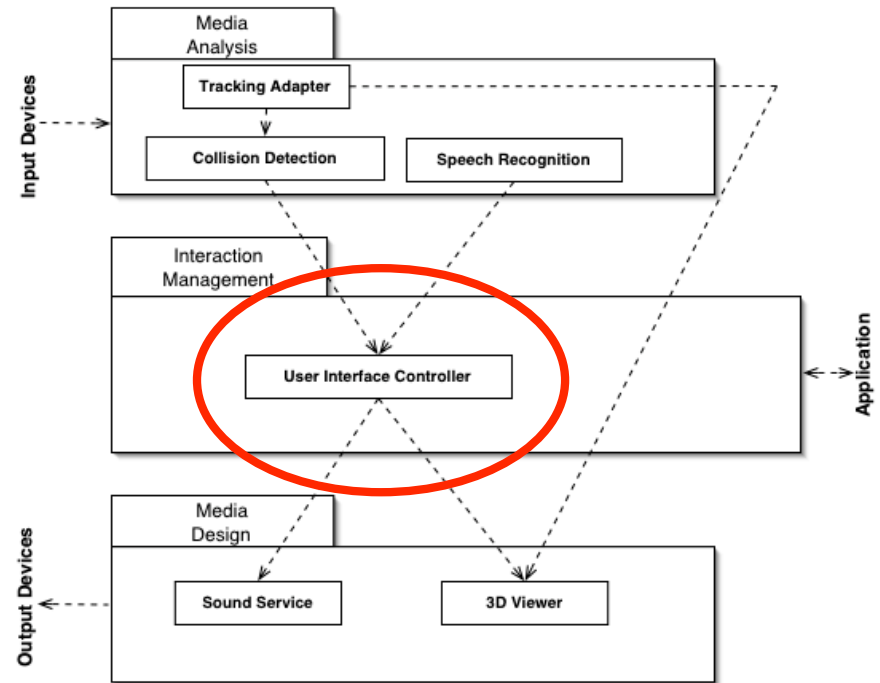 Media
Analysis
Tracking Adapter
Collision Detection
Speech Recognition
Input Devices
Interaction
Management
User Interface Controller
Application
Media
Design
Sound Service
3D Viewer
Output Devices